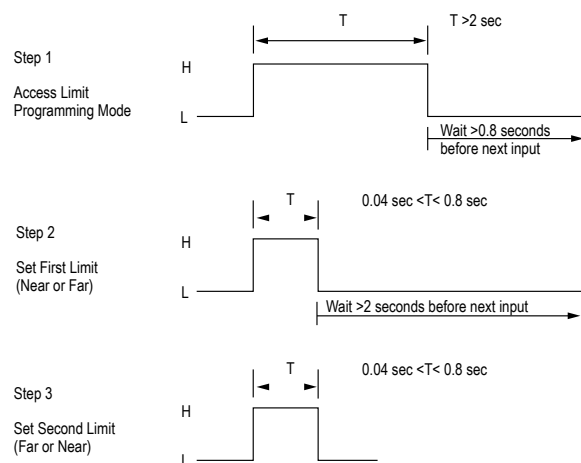 T T >2 sec
Step 1
H
Access Limit
Programming Mode
L
Wait >0.8 seconds
before next input
T 0.04 sec <T< 0.8 sec
Step 2
H
Set First Limit
(Near or Far)
L
Wait >2 seconds before next input
T 0.04 sec <T< 0.8 sec
Step 3
H
Set Second Limit
(Far or Near)
L